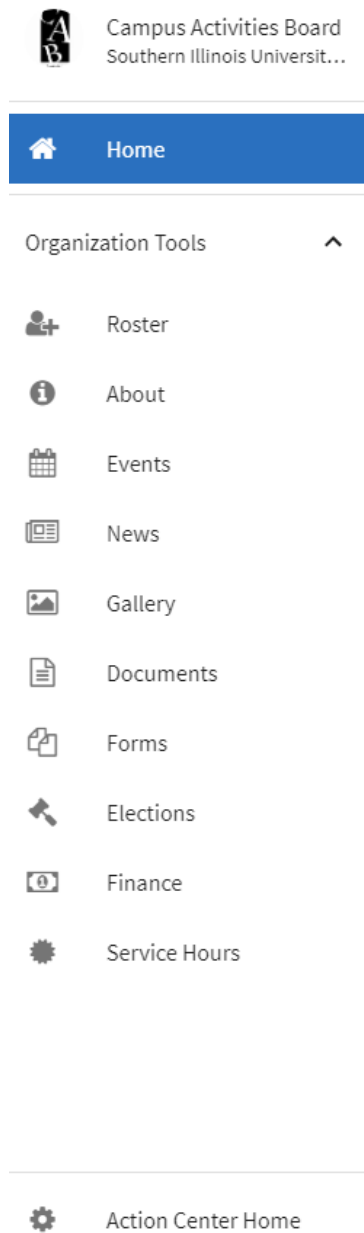 AB
Campus Activities Board
Southern Illinois Universit...
Home
Organization Tools
Roster
About
Events
News
Gallery
Documents
Forms
Elections
Finance
Service Hours
Action Center Home